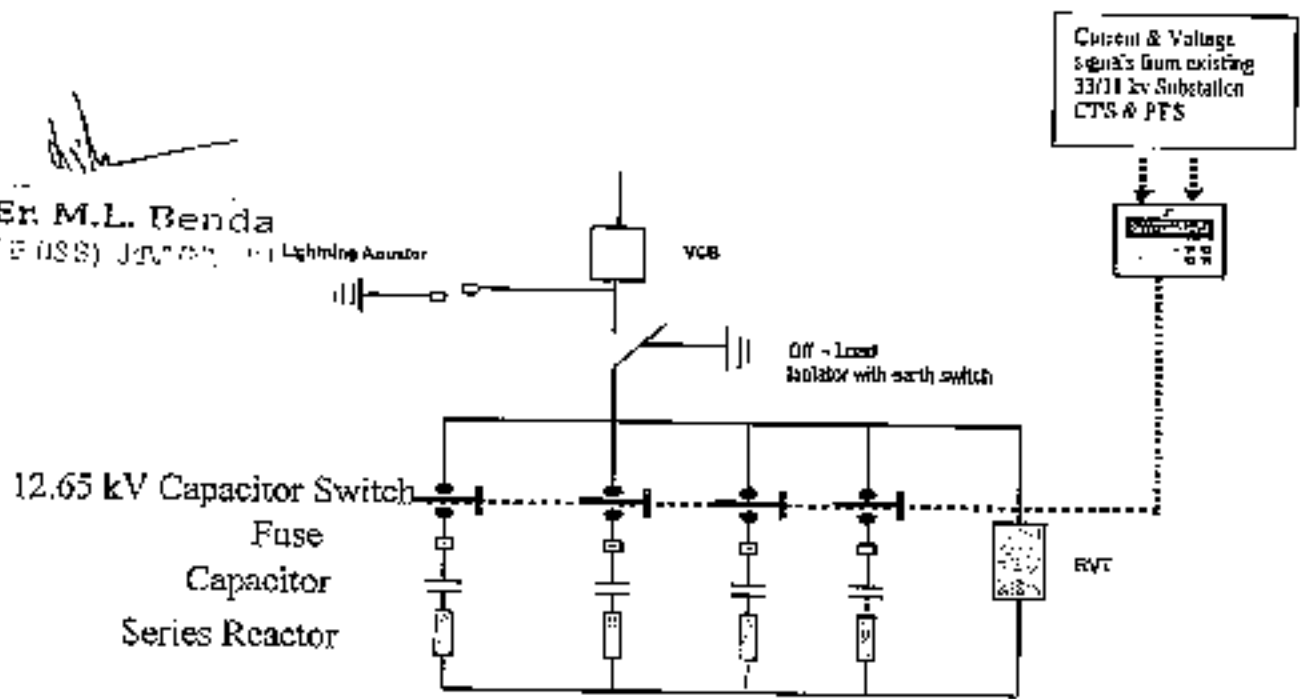 Current & Voltage
signals from existing
33/11 kv Substation
CTS & PTS
Er. M.L. Benda
Lightning Arrestor
VCB
Off - Load
Isolator with earth switch
12.65 kV Capacitor Switch
Fuse
Capacitor
Series Reactor
RVT